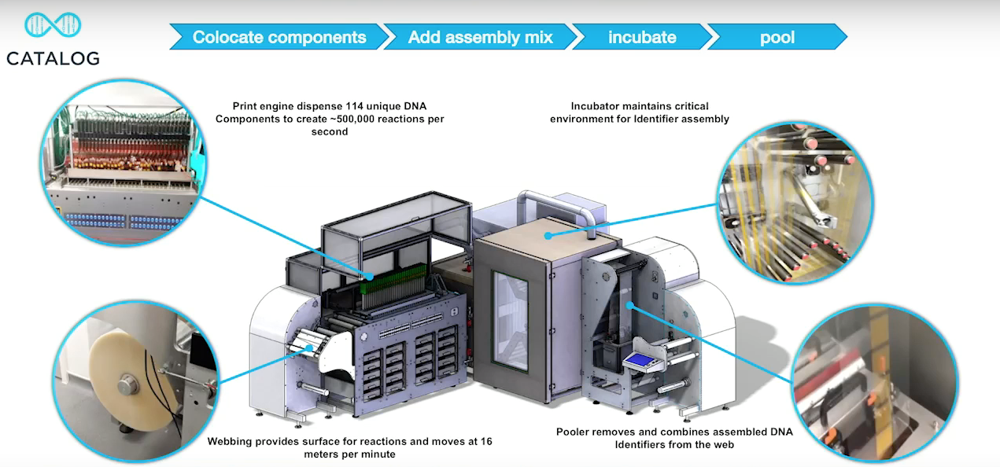 CATALOG
Colocate components
Add assembly mix
incubate
pool
Print engine dispense 114 unique DNA
Components to create ~500,000 reactions per
second
Incubator maintains critical
environment for Identifier assembly
Webbing provides surface for reactions and moves at 16
meters per minute
Pooler removes and combines assembled DNA
Identifiers from the web